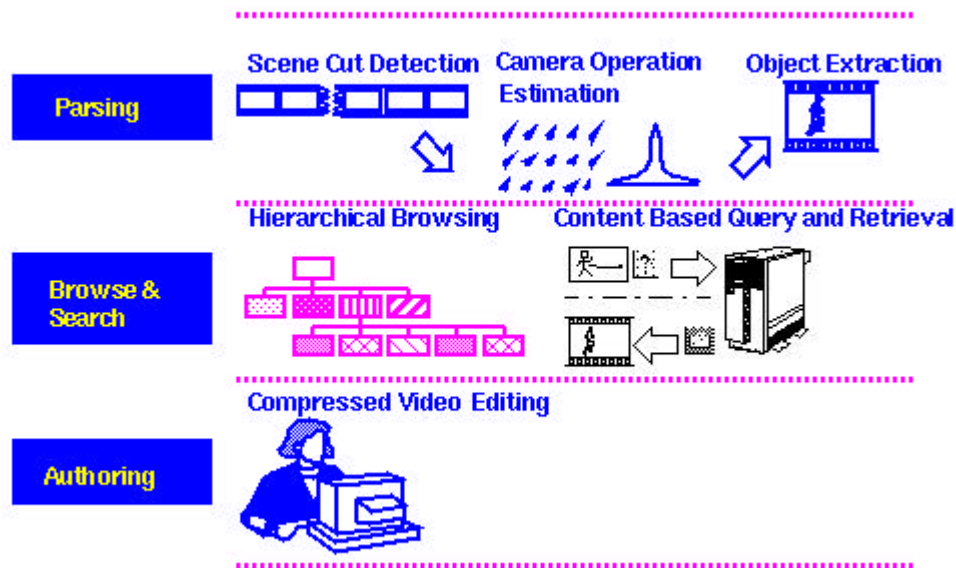 Scene Cut Detection
Camera Operation
Estimation
Object Extraction
Parsing
Hierarchical Browsing
Content Based Query and Retrieval
Browse &
Search
Compressed Video Editing
Authoring